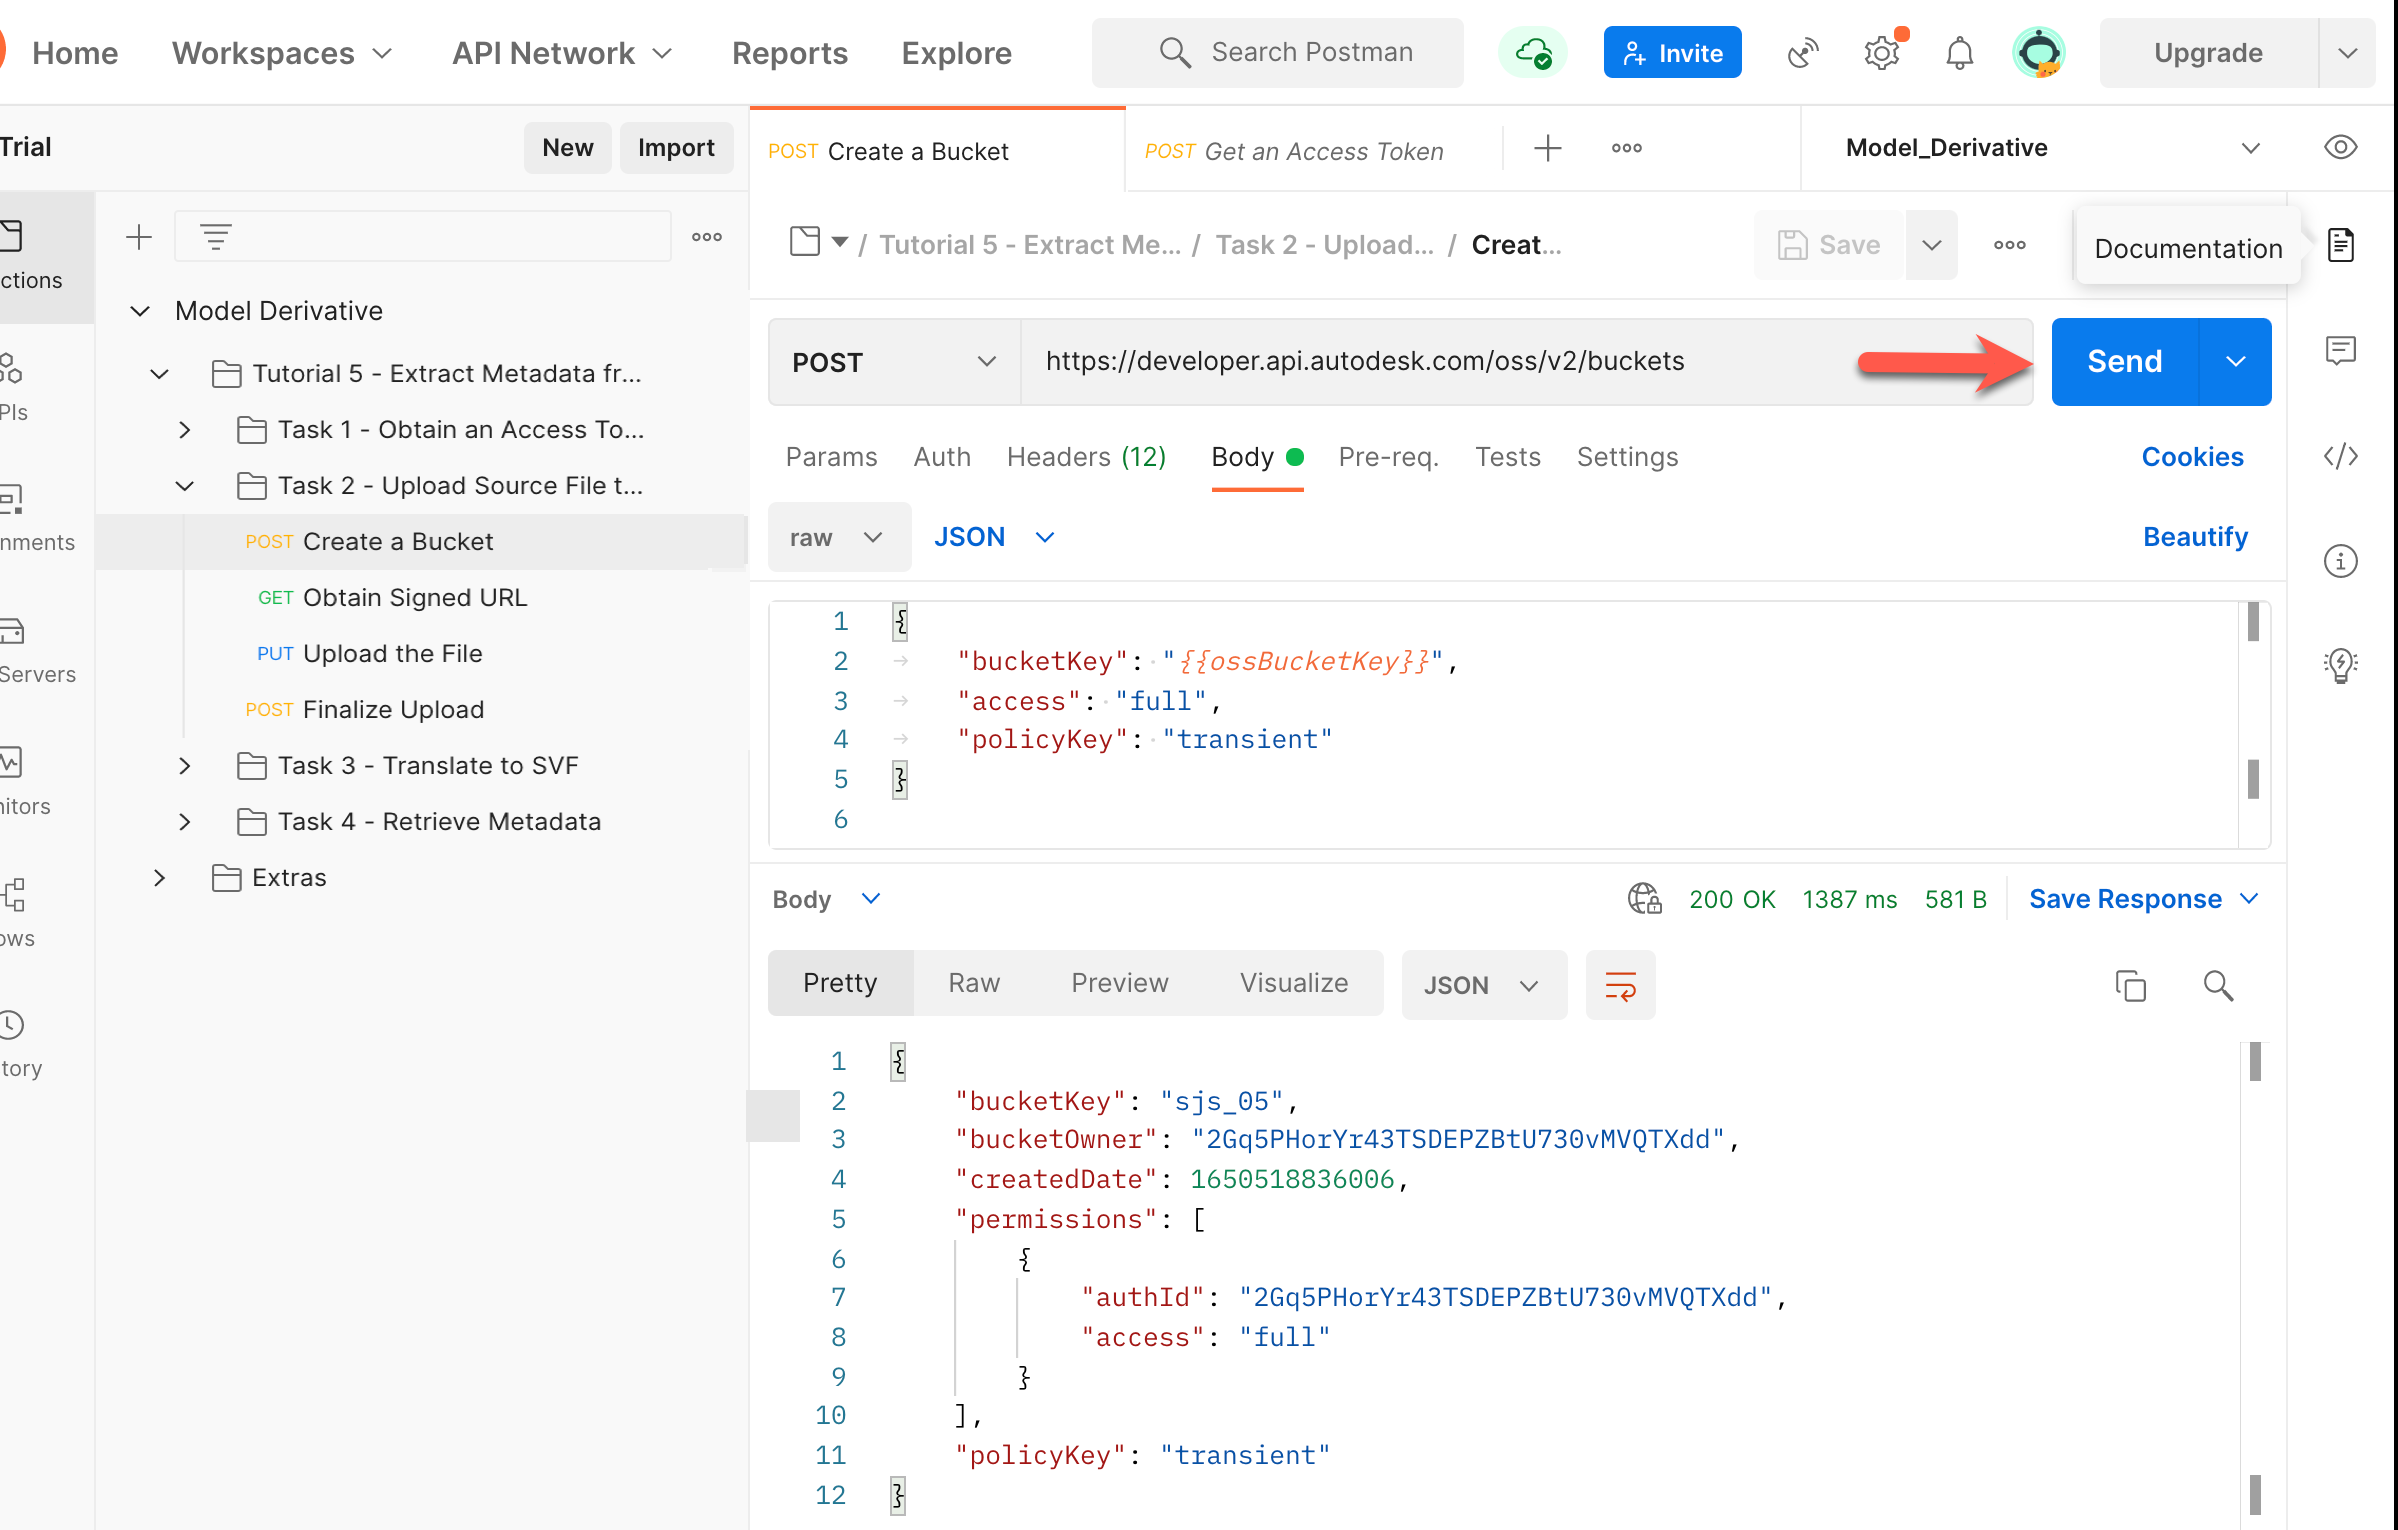 Home Workspaces API Network Reports Explore Search Postman Invite Upgrade
Trial New Import
POST Create a Bucket POST Get an Access Token Model_Derivative
/ Tutorial 5 - Extract Me... / Task 2 - Upload... / Creat... Save Documentation
ctions
Model Derivative
Tutorial 5 - Extract Metadata fr...
Task 1 - Obtain an Access To...
Task 2 - Upload Source File t...
POST Create a Bucket
GET Obtain Signed URL
PUT Upload the File
POST Finalize Upload
Task 3 - Translate to SVF
Task 4 - Retrieve Metadata
Extras
PIs
nments
Servers
nitors
ows
tory
POST https://developer.api.autodesk.com/oss/v2/buckets Send
Params Auth Headers (12) Body Pre-req. Tests Settings Cookies
raw JSON Beautify
1 {
2 "bucketKey": "{{ossBucketKey}}",
3 "access": "full",
4 "policyKey": "transient"
5 }
6
Body 200 OK 1387 ms 581 B Save Response
Pretty Raw Preview Visualize JSON
1 {
2 "bucketKey": "sjs_05",
3 "bucketOwner": "2Gq5PHorYr43TSDEPZBtU730vMVQTXdd",
4 "createdDate": 1650518836006,
5 "permissions": [
6 {
7 "authId": "2Gq5PHorYr43TSDEPZBtU730vMVQTXdd",
8 "access": "full"
9 }
10 ],
11 "policyKey": "transient"
12 }